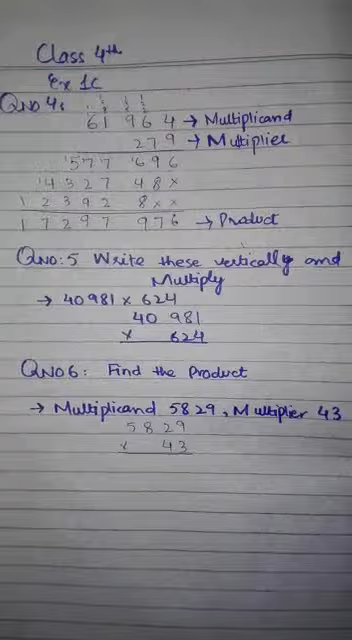 Class 4th
Ex 1c
QNO 4:
61 964 → Multiplicand
279 → Multiplier
577 696
4327 48×
12392 8××
17297 976 → Product
QNO:5 Write these vertically and
Multiply
→ 40981 × 624
40 981
× 624
QNO6: Find the Product
→ Multiplicand 5829, Multiplier 43
5829
× 43